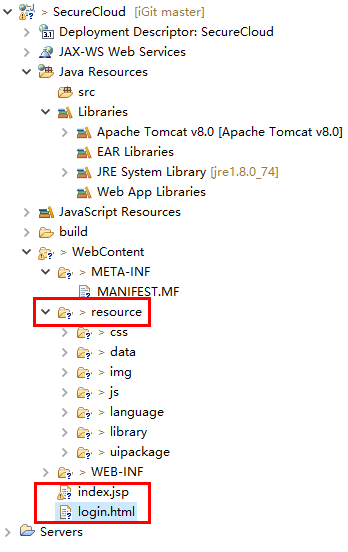 > SecureCloud [iGit master]
Deployment Descriptor: SecureCloud
JAX-WS Web Services
Java Resources
src
Libraries
Apache Tomcat v8.0 [Apache Tomcat v8.0]
EAR Libraries
JRE System Library [jre1.8.0_74]
Web App Libraries
JavaScript Resources
build
> WebContent
> META-INF
MANIFEST.MF
> resource
> css
> data
> img
> js
> language
> library
> uipackage
> WEB-INF
index.jsp
login.html
Servers